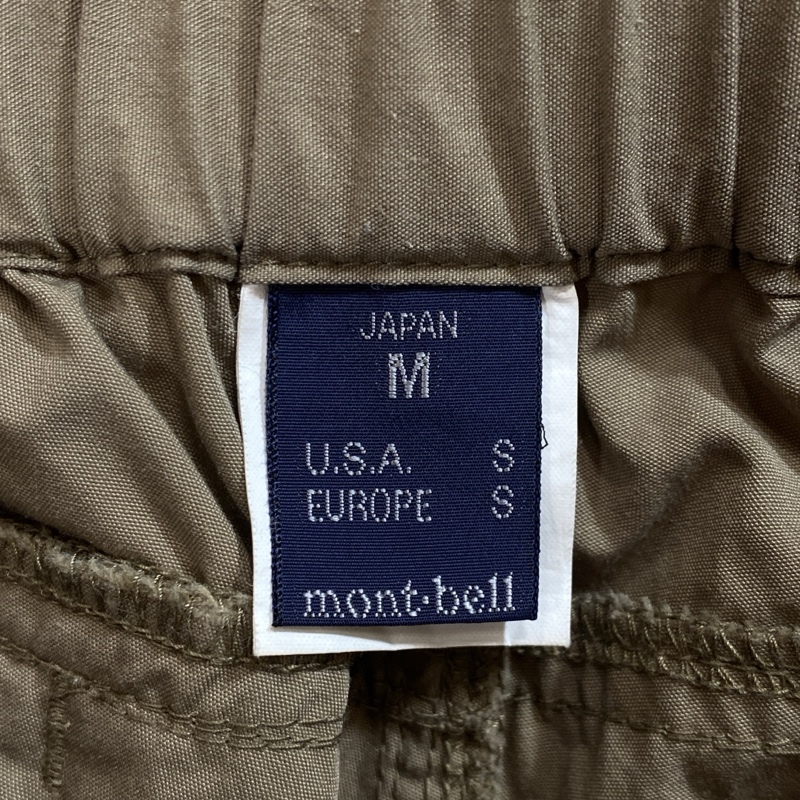 JAPAN
M
U.S.A. S
EUROPE S
mont·bell